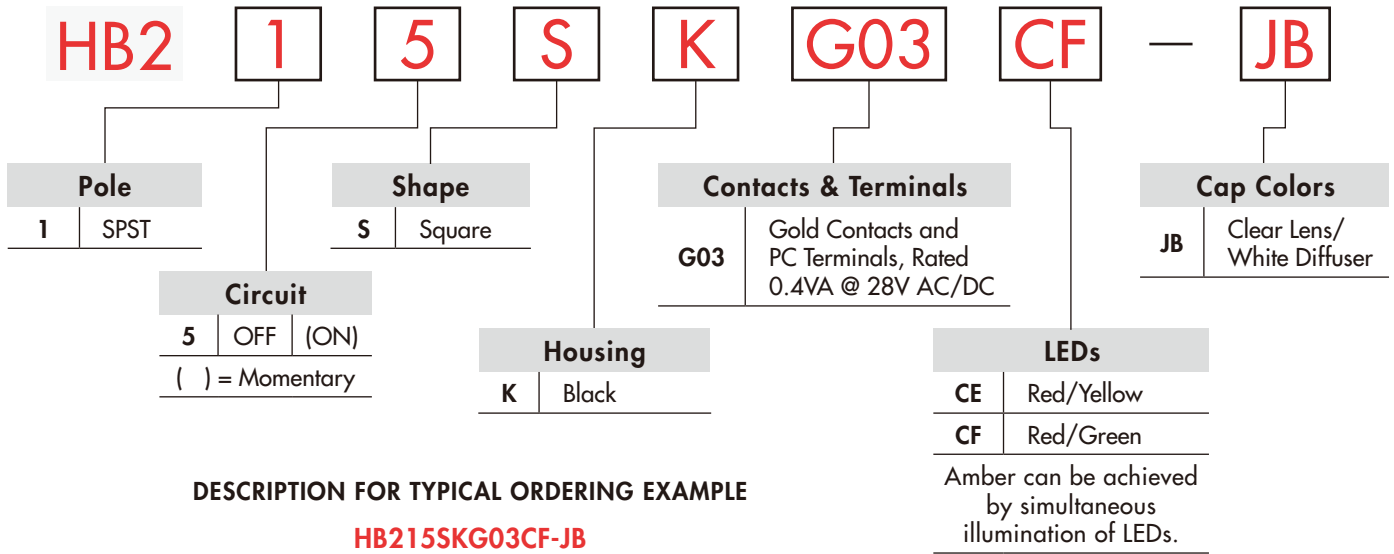 HB2 1 5 S K G03 CF — JB
Pole
1 SPST
Shape
S Square
Contacts & Terminals
G03 Gold Contacts and
PC Terminals, Rated
0.4VA @ 28V AC/DC
Cap Colors
JB Clear Lens/
White Diffuser
Circuit
5 OFF (ON)
( ) = Momentary
Housing
K Black
LEDs
CE Red/Yellow
CF Red/Green
Amber can be achieved
by simultaneous
illumination of LEDs.
DESCRIPTION FOR TYPICAL ORDERING EXAMPLE
HB215SKG03CF-JB